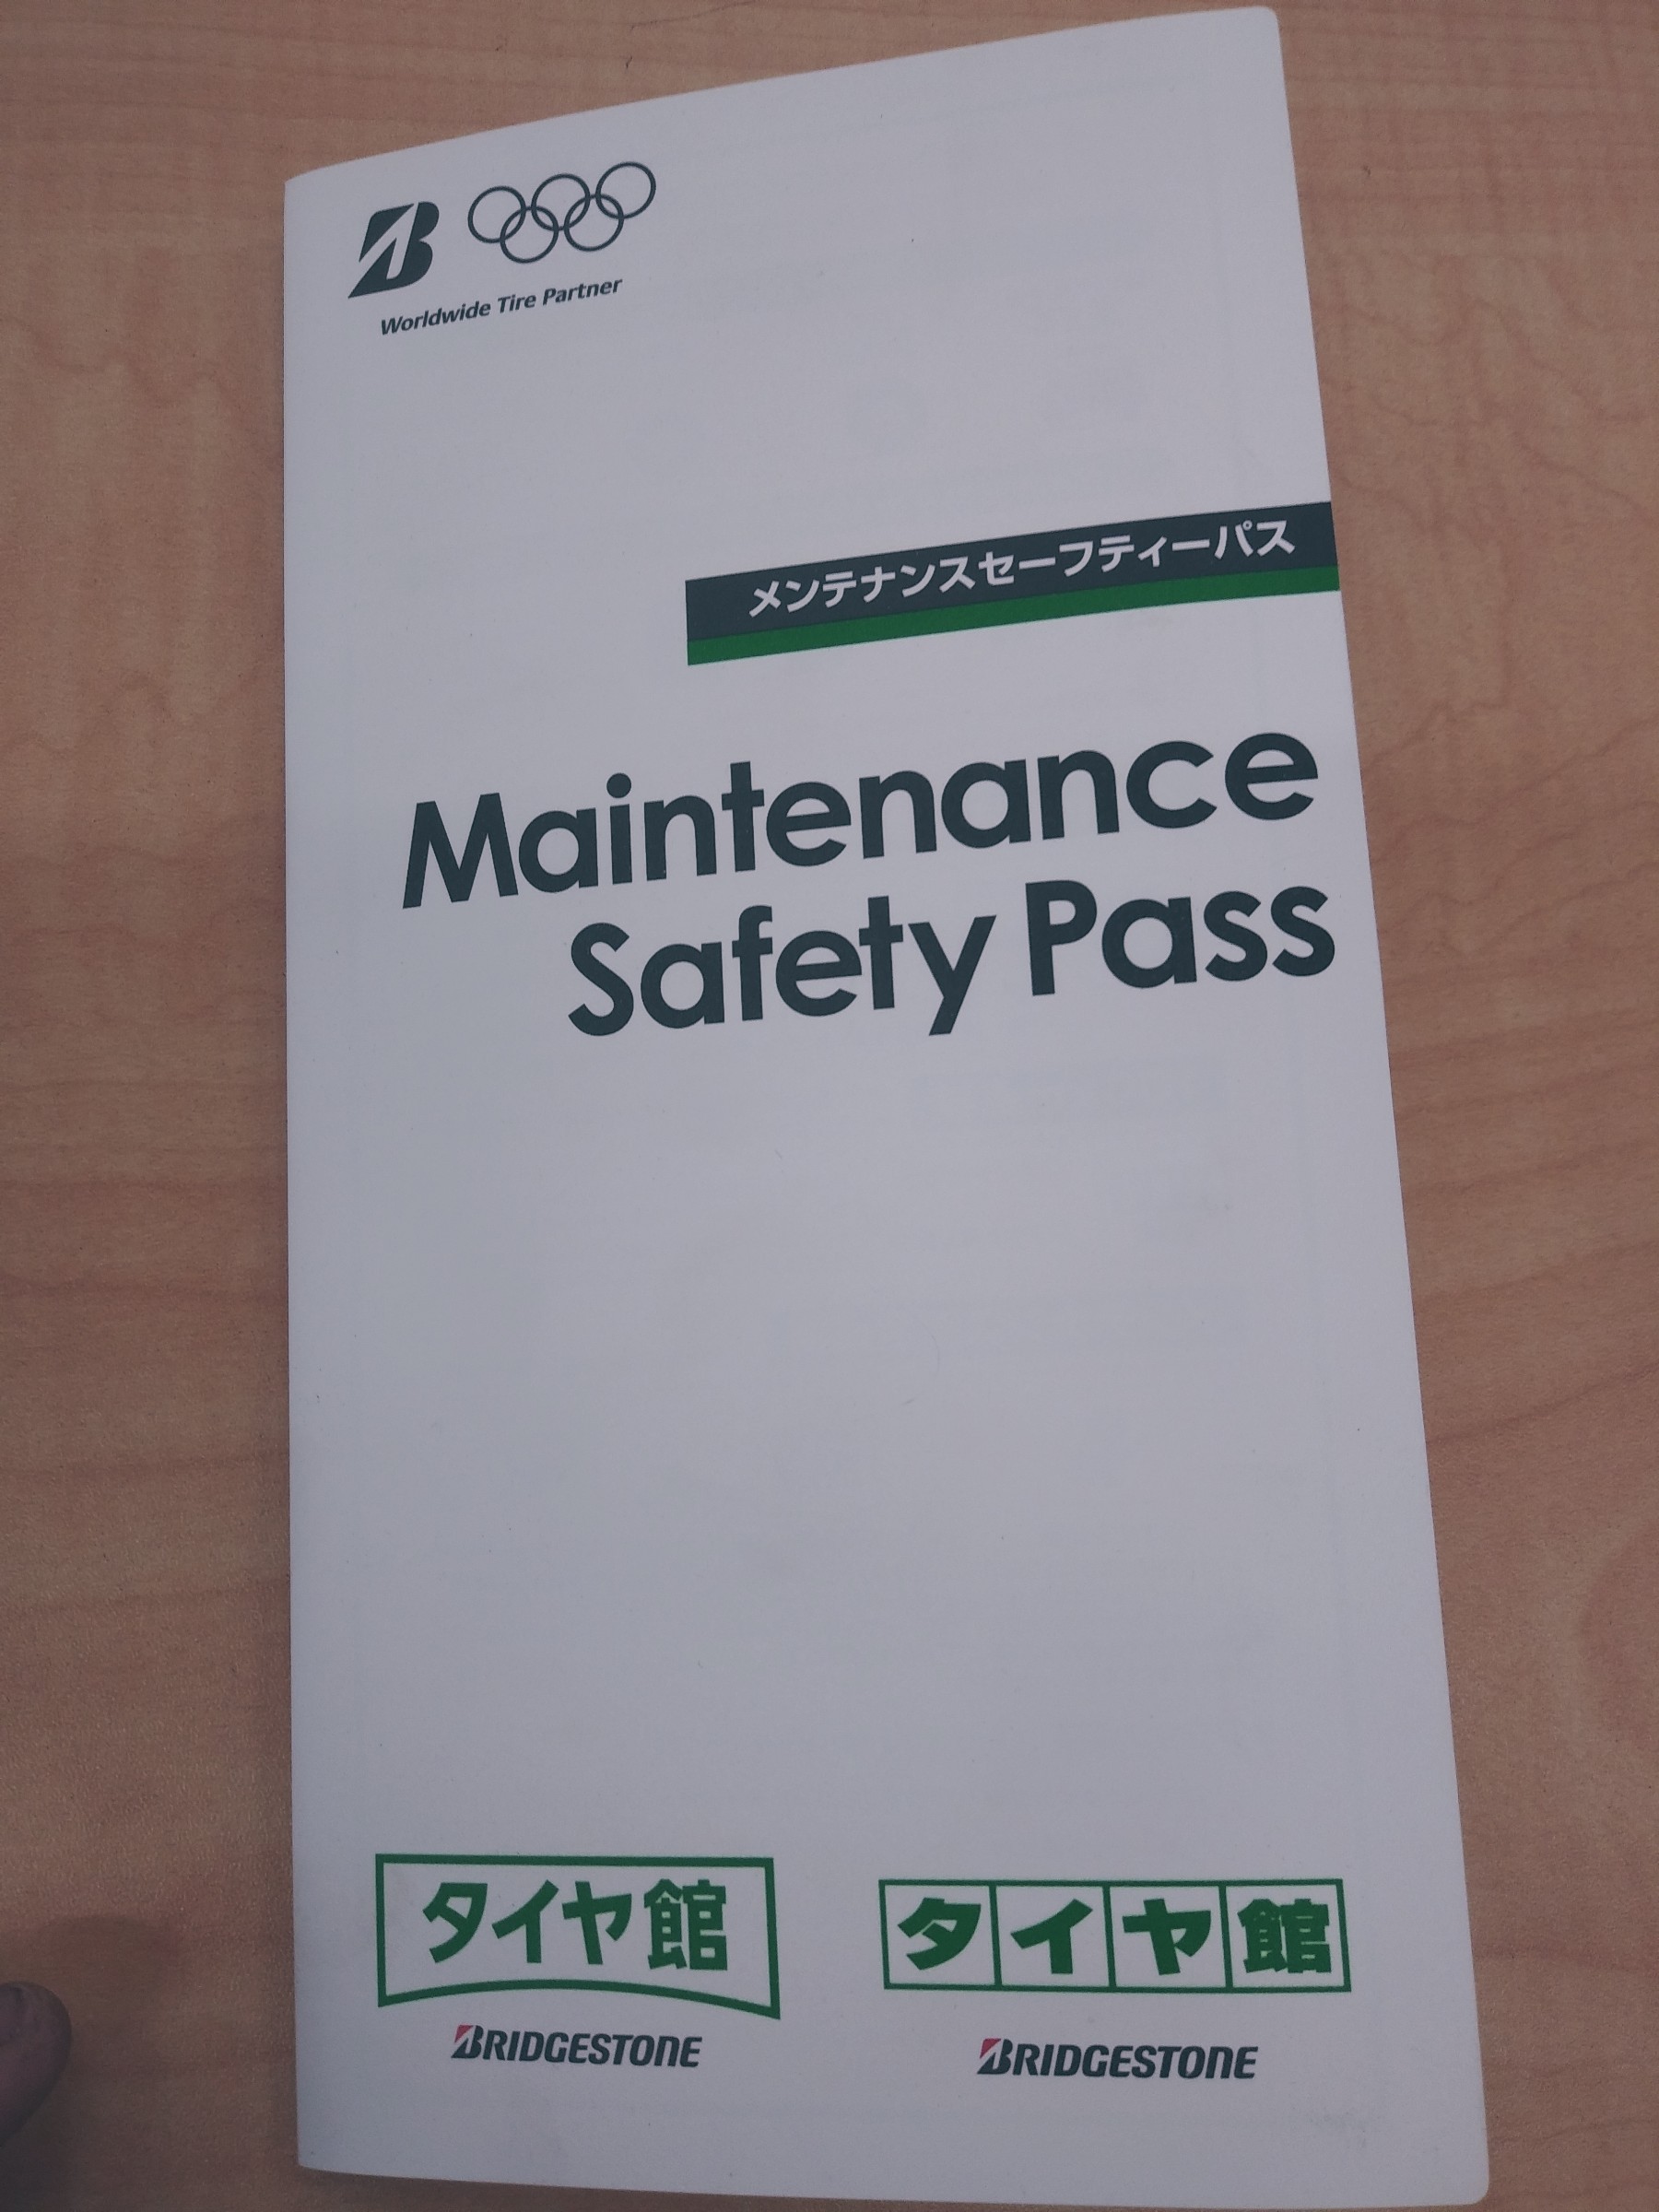 Worldwide Tire Partner
メンテナンスセーフティーパス
Maintenance
Safety Pass
タイヤ館
BRIDGESTONE
タイヤ館
BRIDGESTONE